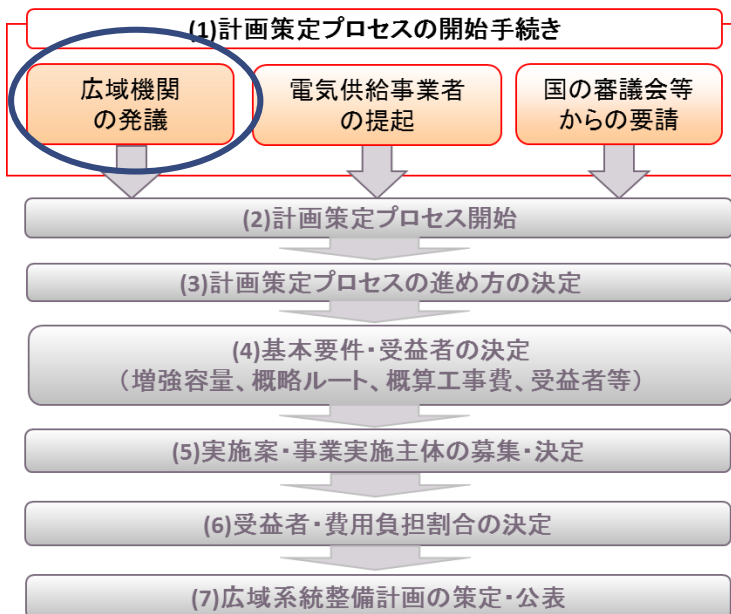 (1)計画策定プロセスの開始手続き
広域機関
の発議
電気供給事業者
の提起
国の審議会等
からの要請
(2)計画策定プロセス開始
(3)計画策定プロセスの進め方の決定
(4)基本要件・受益者の決定
（増強容量、概略ルート、概算工事費、受益者等）
(5)実施案・事業実施主体の募集・決定
(6)受益者・費用負担割合の決定
(7)広域系統整備計画の策定・公表